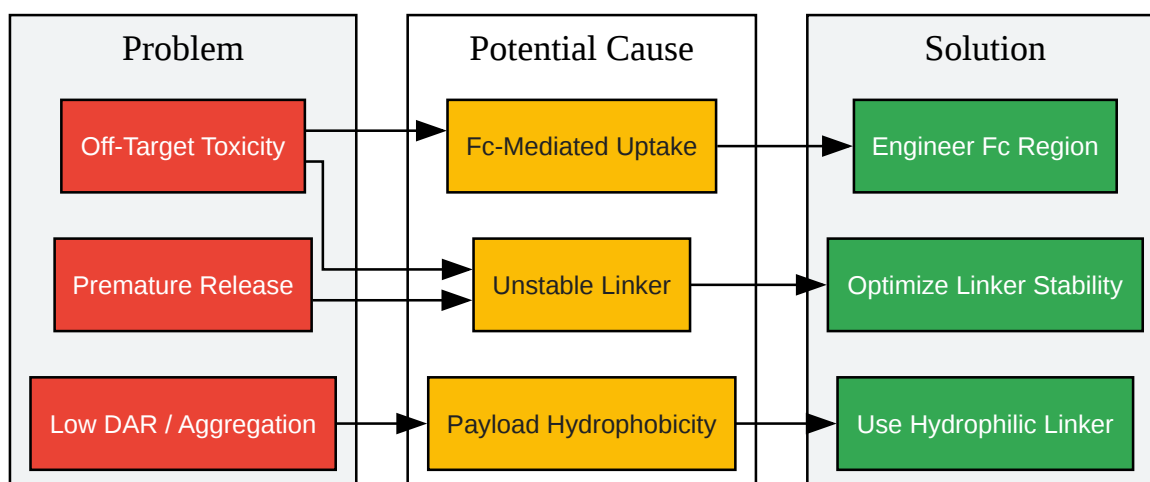 Problem
Potential Cause
Solution
Off-Target Toxicity
Fc-Mediated Uptake
Engineer Fc Region
Premature Release
Unstable Linker
Optimize Linker Stability
Low DAR / Aggregation
Payload Hydrophobicity
Use Hydrophilic Linker